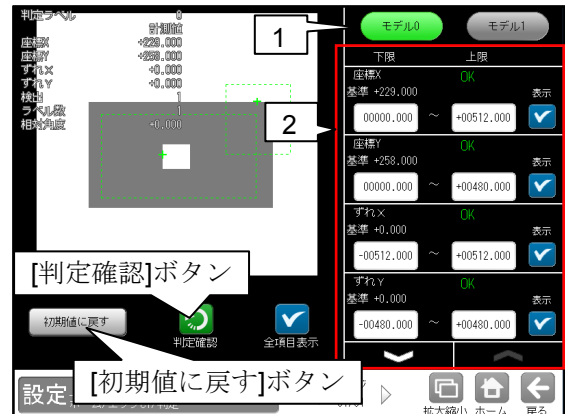 判定ラベル 0
計測値
座標X +229.000
座標Y +258.000
ずれX +0.000
ずれY +0.000
検出 1
ラベル数 1
相対角度 +0.000
1
2
モデル0 モデル1
下限 上限
座標X OK
基準 +229.000 表示
00000.000 ~ +00512.000
座標Y OK
基準 +258.000 表示
00000.000 ~ +00480.000
ずれX OK
基準 +0.000 表示
-00512.000 ~ +00512.000
ずれY OK
基準 +0.000 表示
-00480.000 ~ +00480.000
[判定確認]ボタン
初期値に戻す 判定確認 全項目表示
[初期値に戻す]ボタン
設定
拡大縮小 ホーム 戻る